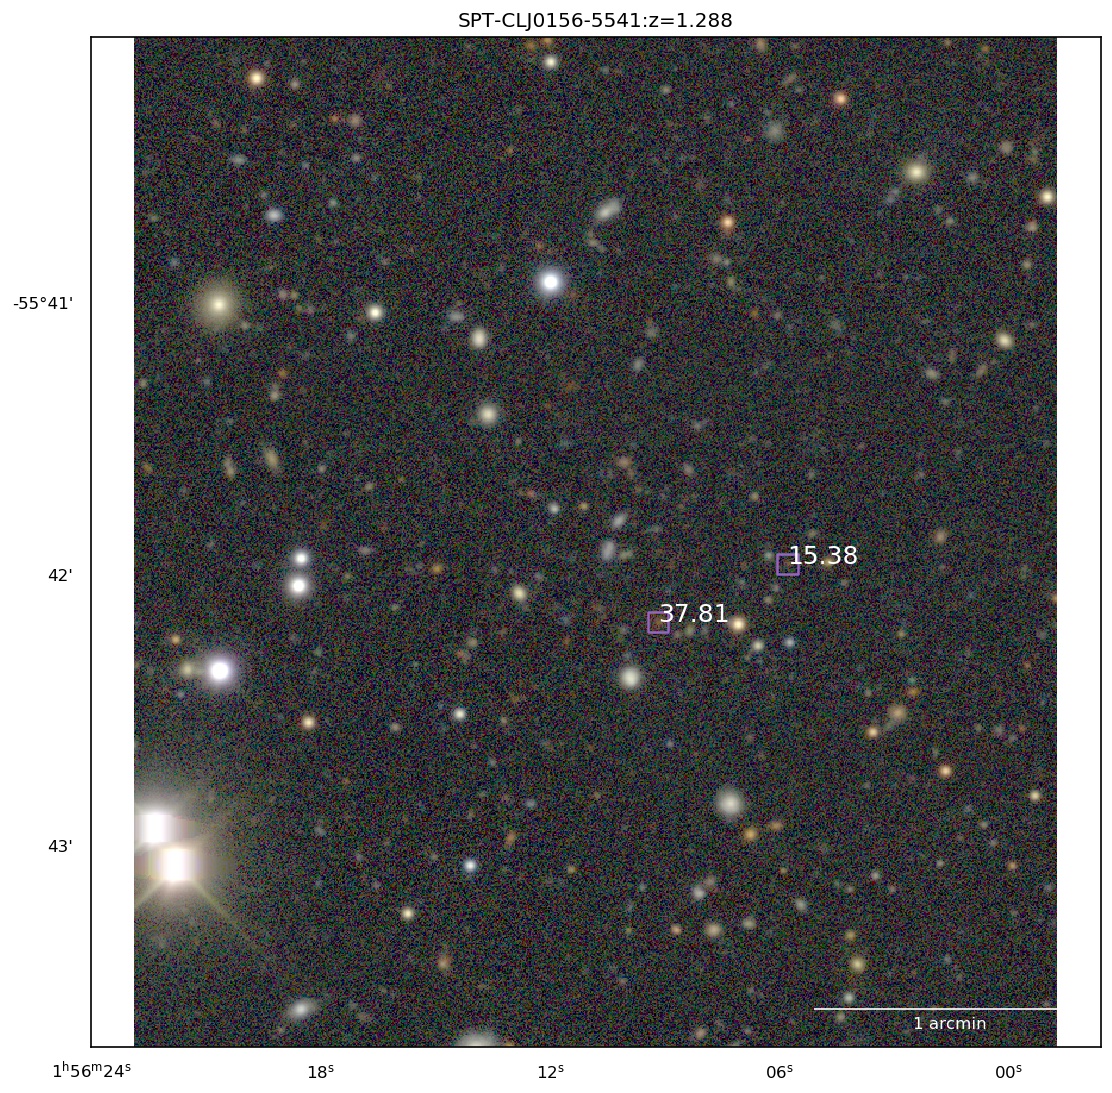 SPT-CLJ0156-5541:z=1.288
-55°41'
15.38
42'
37.81
43'
1 arcmin
1ʰ56ᵐ24ˢ 18ˢ 12ˢ 06ˢ 00ˢ